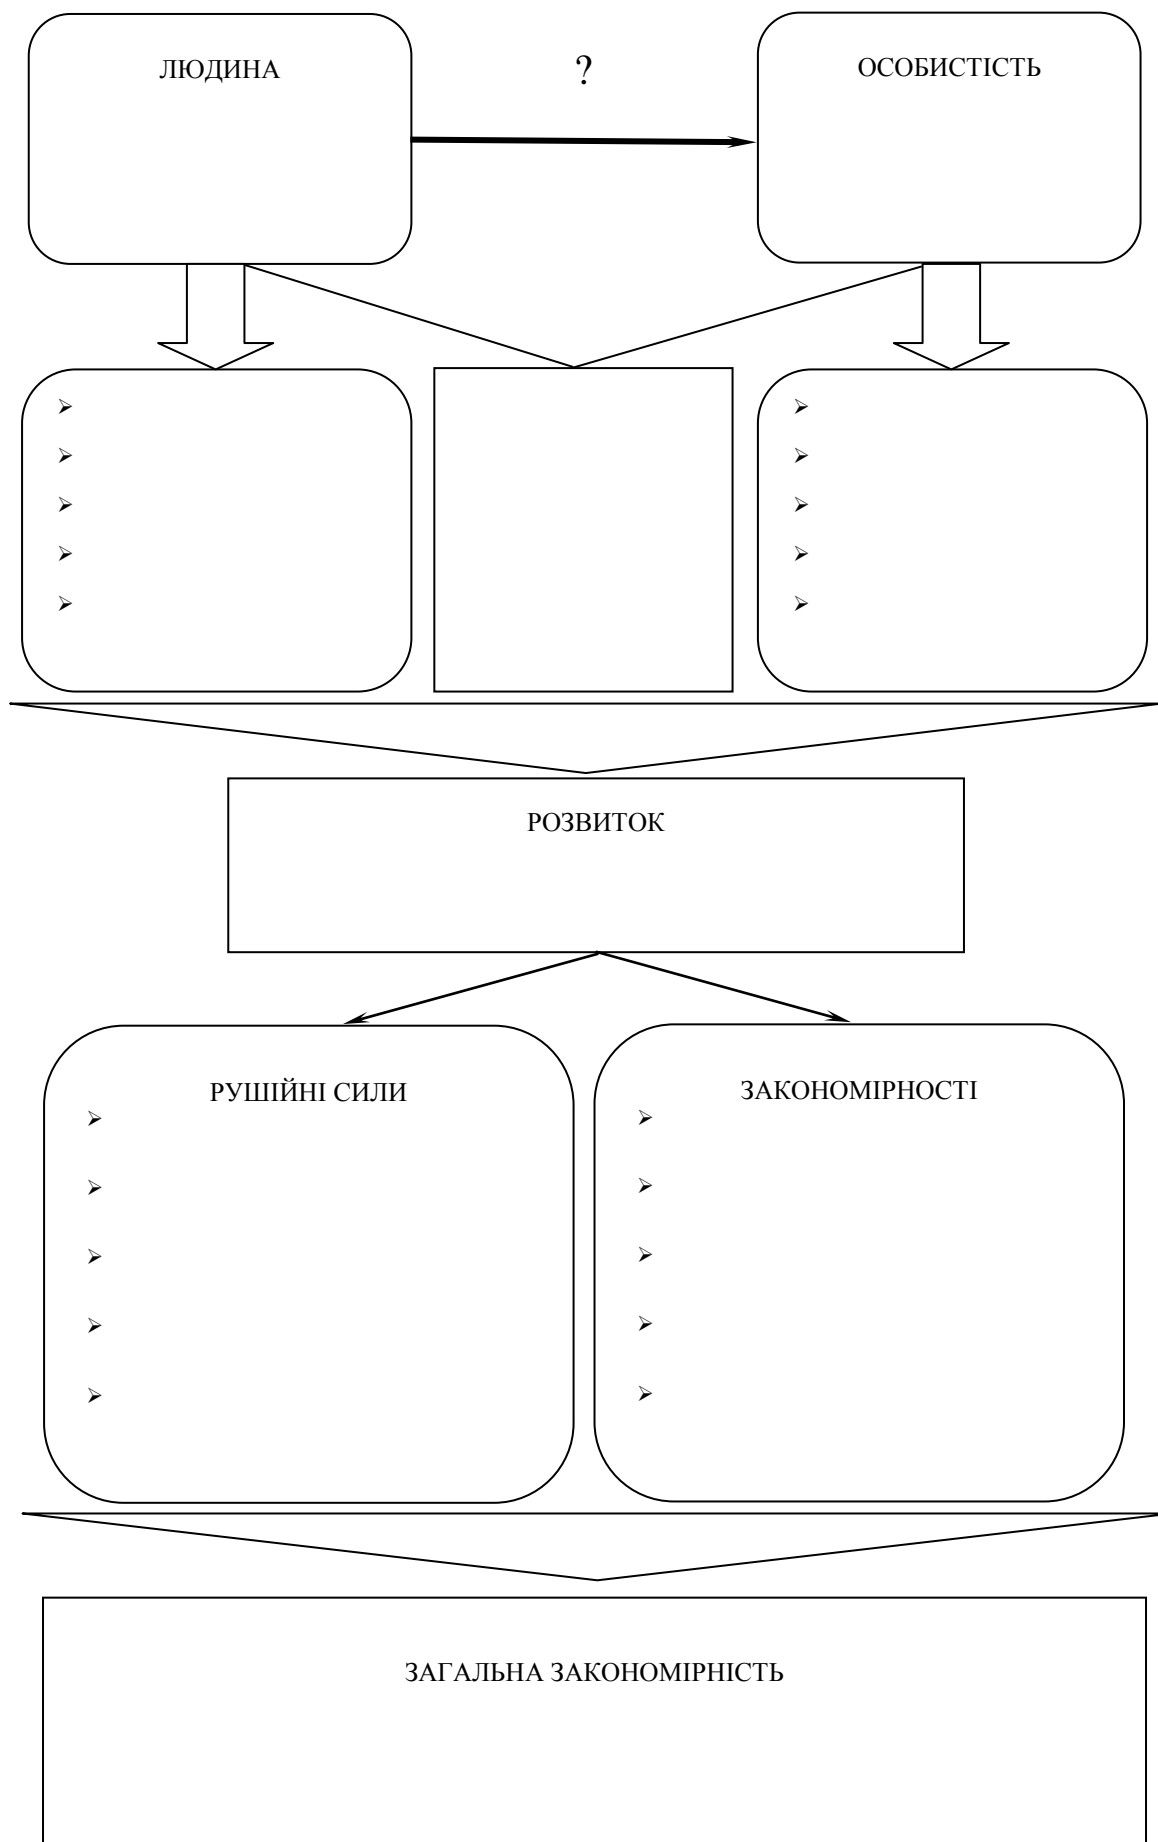 ЛЮДИНА
?
ОСОБИСТІСТЬ
РОЗВИТОК
РУШІЙНІ СИЛИ
ЗАКОНОМІРНОСТІ
ЗАГАЛЬНА ЗАКОНОМІРНІСТЬ